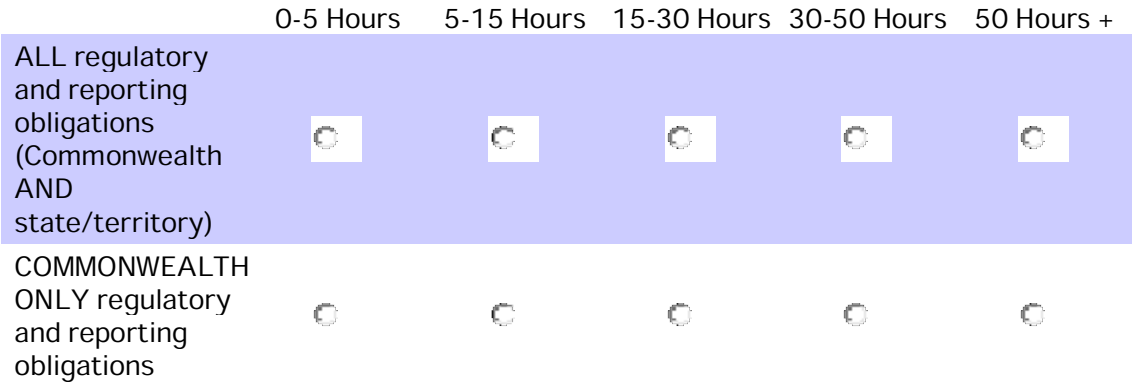 0-5 Hours 5-15 Hours 15-30 Hours 30-50 Hours 50 Hours +
ALL regulatory
and reporting
obligations
(Commonwealth
AND
state/territory)
COMMONWEALTH
ONLY regulatory
and reporting
obligations